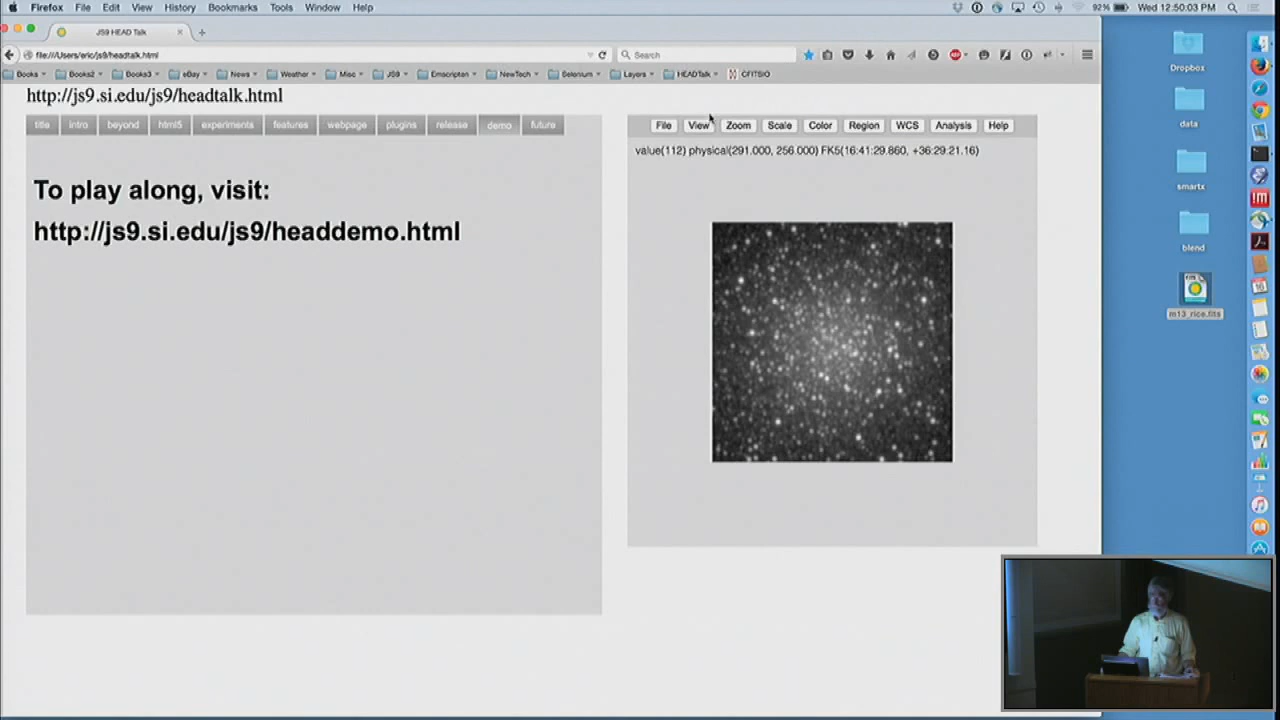 Firefox File Edit View History Bookmarks Tools Window Help
92% Wed 12:50:03 PM
JS9 HEAD Talk
file:///Users/eric/js9/headtalk.html
Search
Books Books2 Books3 eBay News Weather Misc JS9 Emscripten NewTech Selenium Layers HEADTalk CFITSIO
http://js9.si.edu/js9/headtalk.html
title intro beyond html5 experiments features webpage plugins release demo future
To play along, visit:
http://js9.si.edu/js9/headdemo.html
File View Zoom Scale Color Region WCS Analysis Help
value(112) physical(291.000, 256.000) FK5(16:41:29.860, +36:29:21.16)
Dropbox
data
smartx
blend
m13_rice.fits